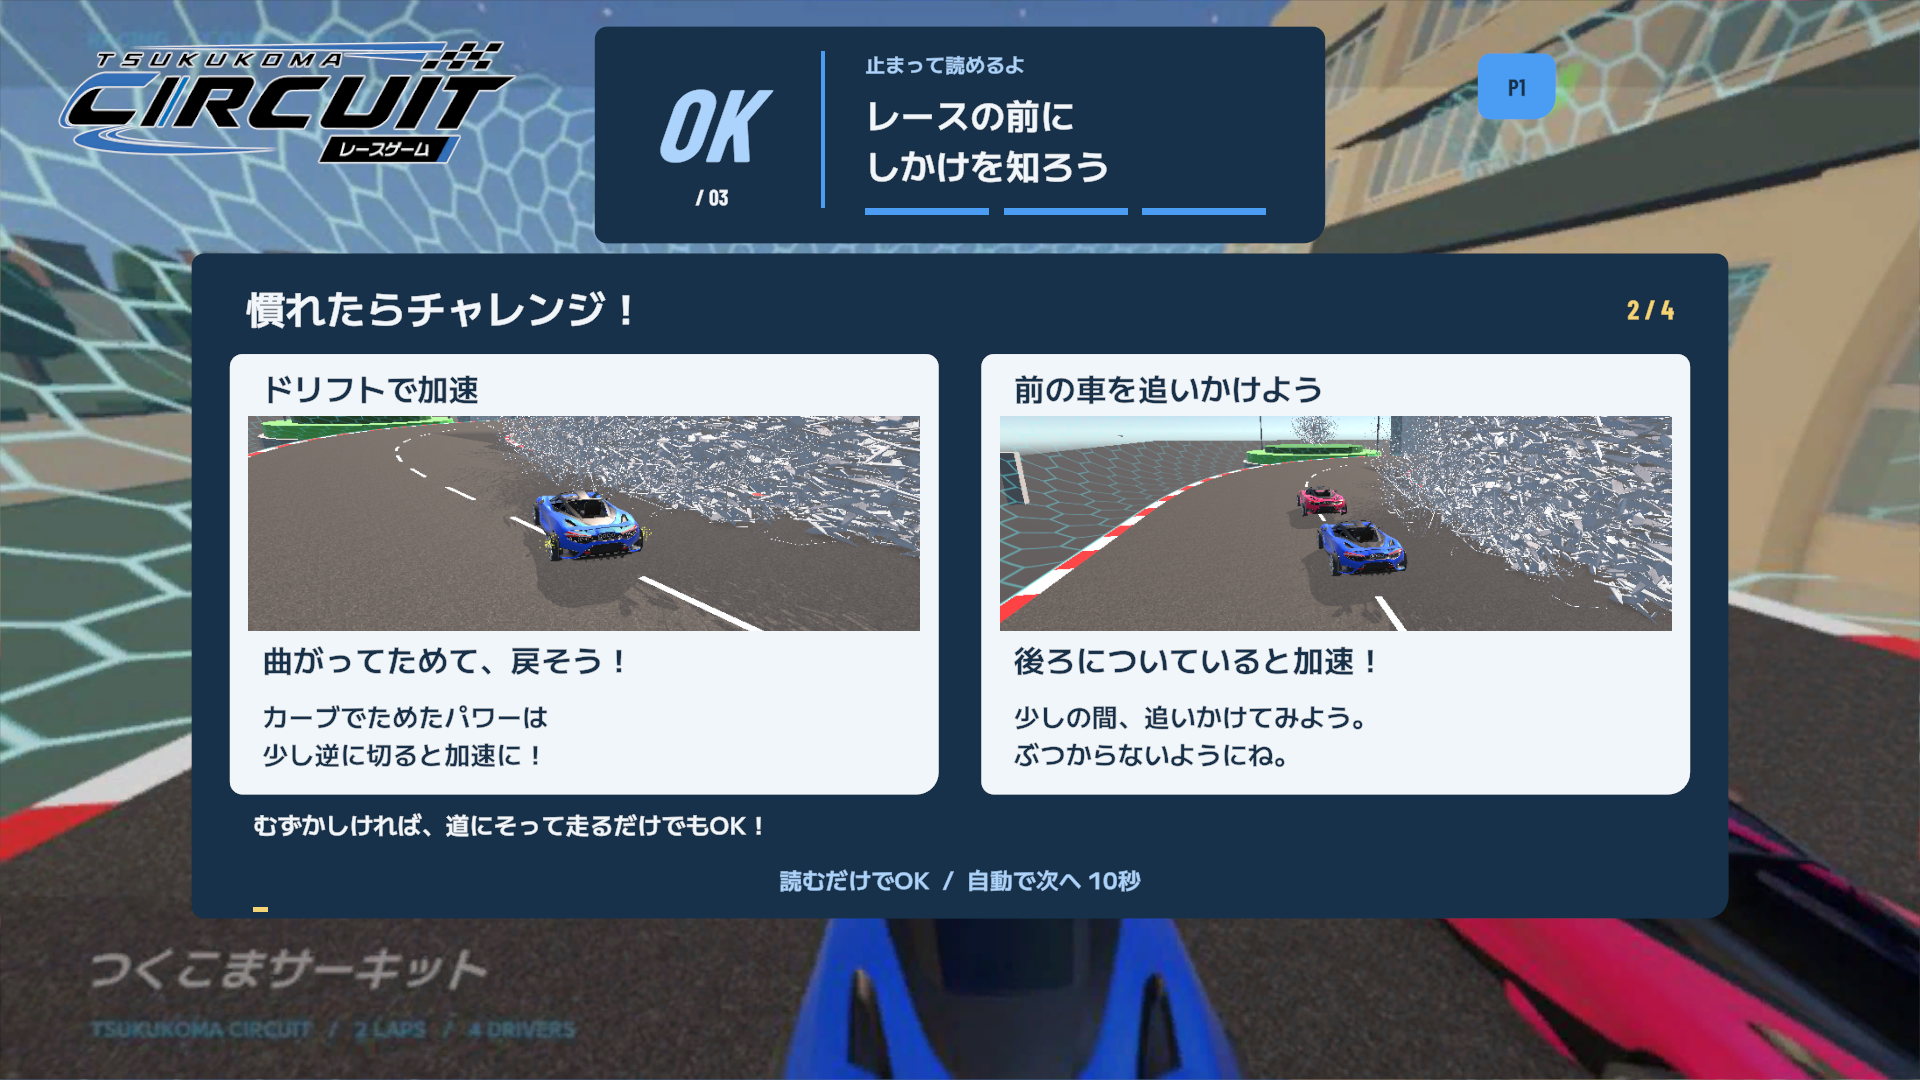 TSUKUKOMA
CIRCUIT
レースゲーム
OK
/ 03
止まって読めるよ
レースの前に
しかけを知ろう
P1
慣れたらチャレンジ！
2 / 4
ドリフトで加速
曲がってためて、戻そう！
カーブでためたパワーは
少し逆に切ると加速に！
前の車を追いかけよう
後ろについていると加速！
少しの間、追いかけてみよう。
ぶつからないようにね。
むずかしければ、道にそって走るだけでもOK！
読むだけでOK / 自動で次へ 10秒
つくこまサーキット
TSUKUKOMA CIRCUIT / 2 LAPS / 4 DRIVERS